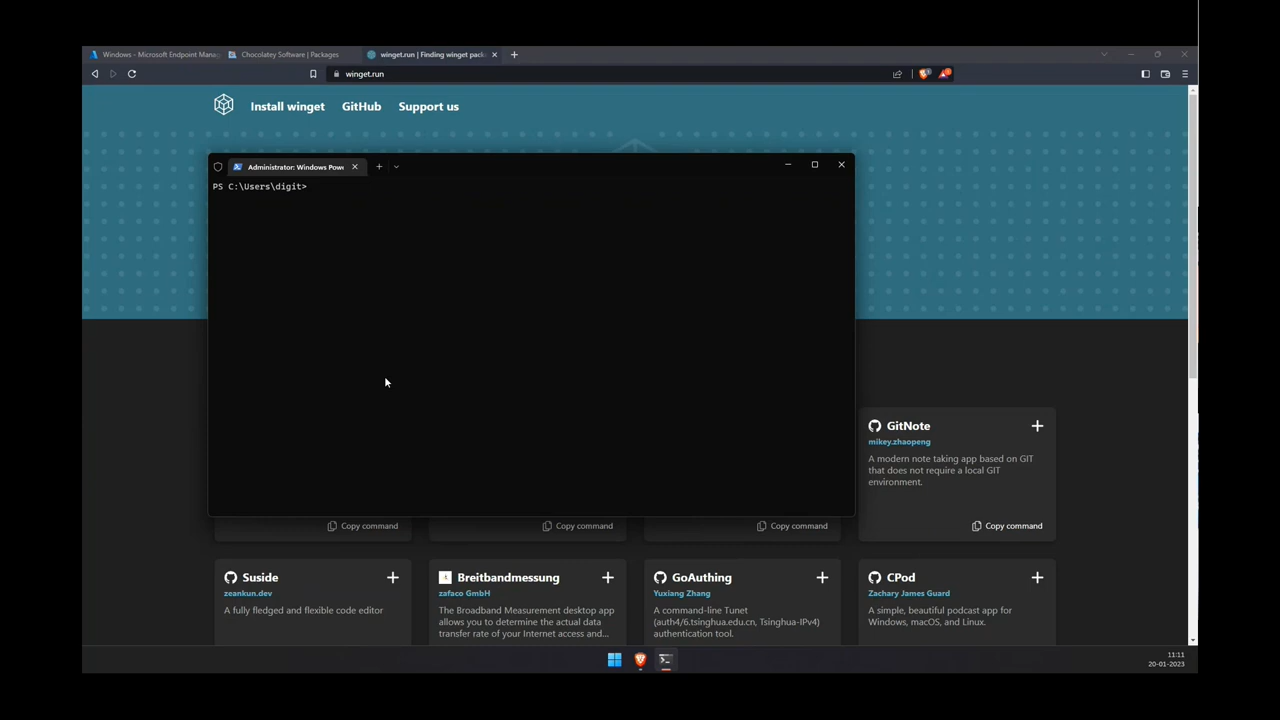 Windows - Microsoft Endpoint Mana
Chocolatey Software | Packages
winget.run | Finding winget pack
winget.run
Install winget
GitHub
Support us
Administrator: Windows Powe
PS C:\Users\digit>
GitNote
mikey.zhaopeng
A modern note taking app based on GIT
that does not require a local GIT
environment.
Copy command
Copy command
Copy command
Copy command
Suside
zeankun.dev
A fully fledged and flexible code editor
Breitbandmessung
zafaco GmbH
The Broadband Measurement desktop app
allows you to determine the actual data
transfer rate of your Internet access and...
GoAuthing
Yuxiang Zhang
A command-line Tunet
(auth4/6.tsinghua.edu.cn, Tsinghua-IPv4)
authentication tool.
CPod
Zachary James Guard
A simple, beautiful podcast app for
Windows, macOS, and Linux.
11:11
20-01-2023